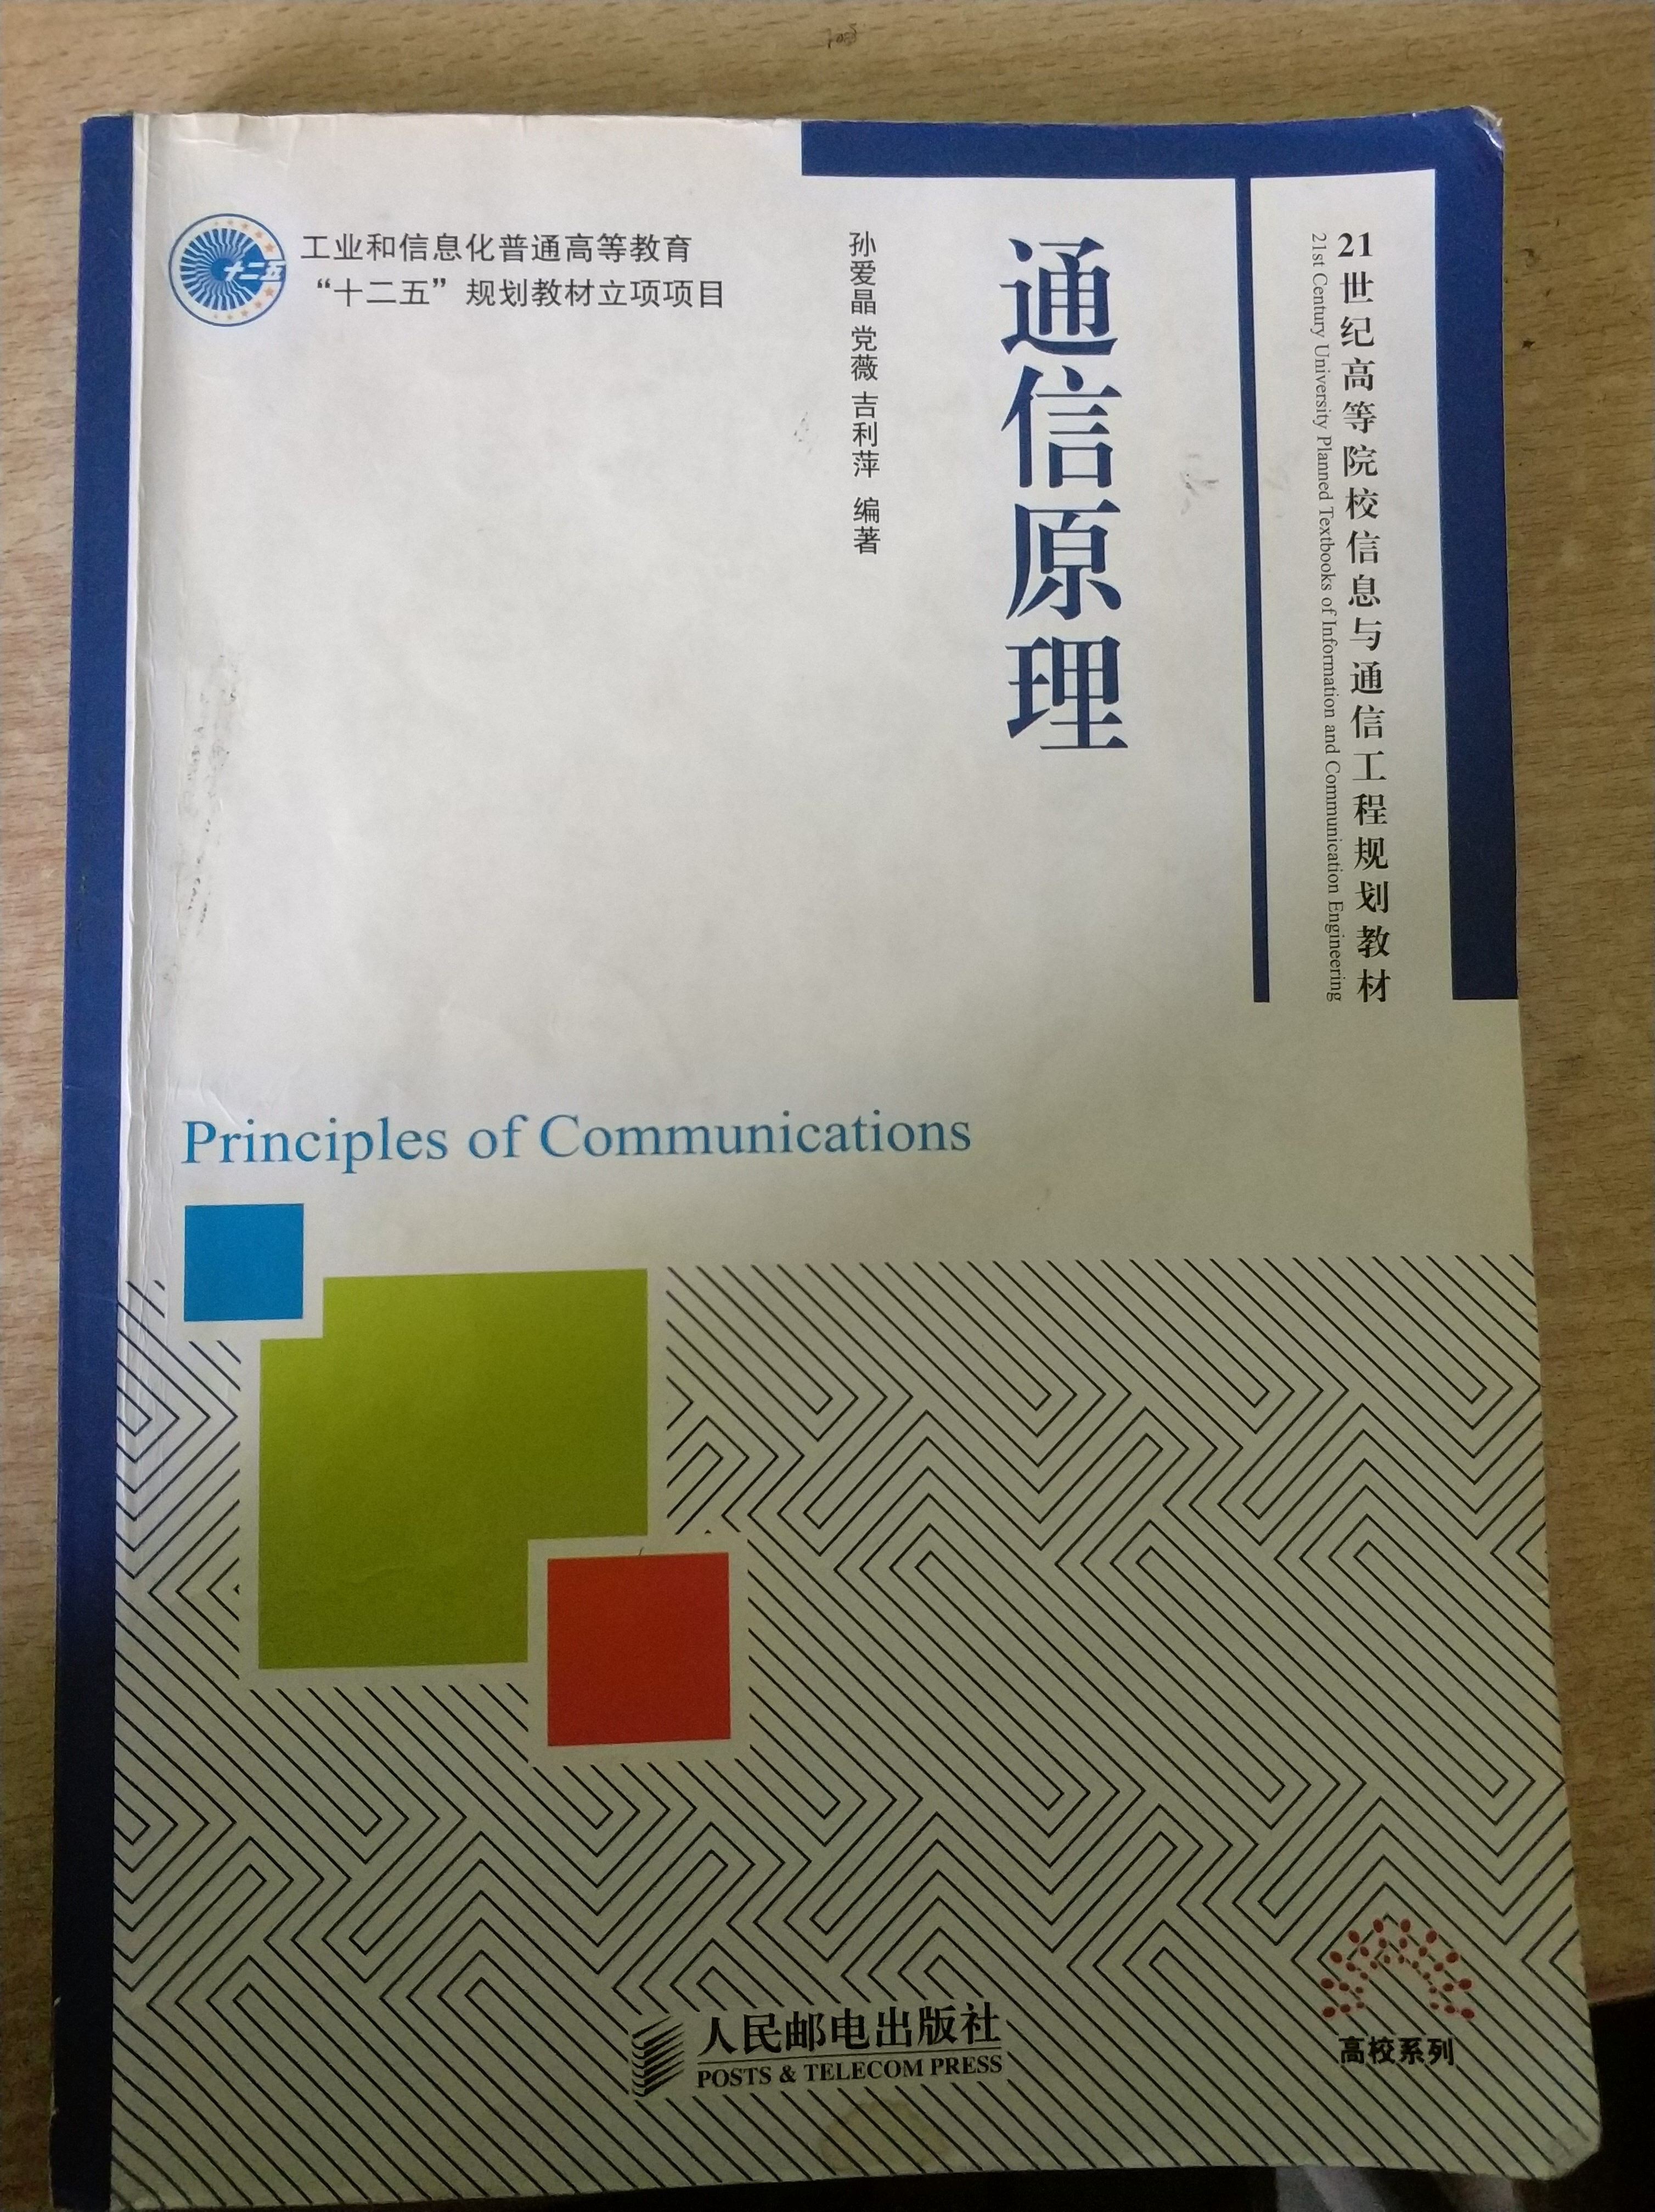 十二五
工业和信息化普通高等教育
“十二五”规划教材立项项目
21世纪高等院校信息与通信工程规划教材
21st Century University Planned Textbooks of Information and Communication Engineering
通信原理
孙爱晶 党薇 吉利萍 编著
Principles of Communications
人民邮电出版社
POSTS & TELECOM PRESS
高校系列